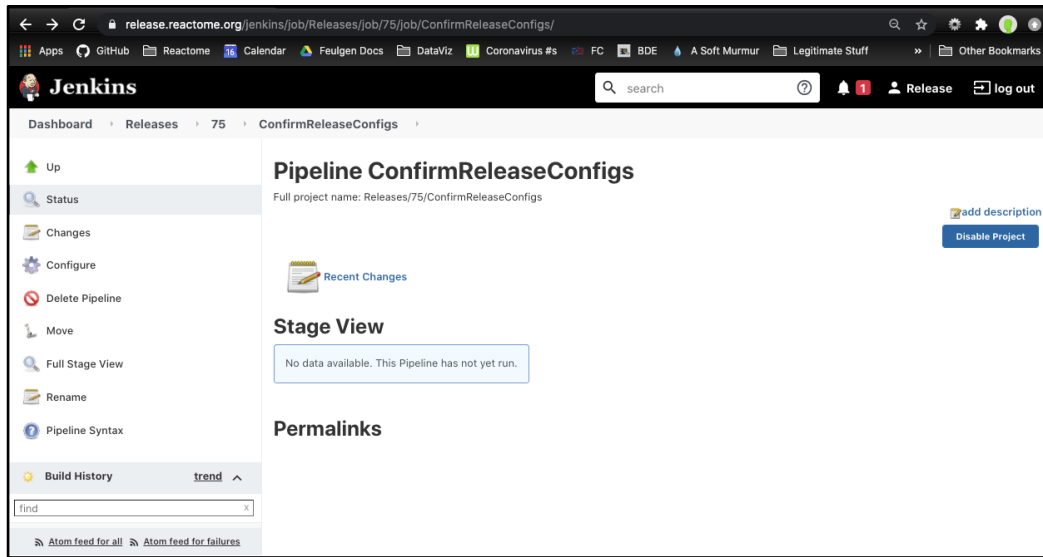 release.reactome.org/jenkins/job/Releases/job/75/job/ConfirmReleaseConfigs/
Apps GitHub Reactome 16 Calendar Feulgen Docs DataViz Coronavirus #s FC BDE A Soft Murmur Legitimate Stuff » Other Bookmarks
Jenkins search 1 Release log out
Dashboard Releases 75 ConfirmReleaseConfigs
Up
Status
Changes
Configure
Delete Pipeline
Move
Full Stage View
Rename
Pipeline Syntax
Build History trend
find x
Atom feed for all Atom feed for failures
Pipeline ConfirmReleaseConfigs
Full project name: Releases/75/ConfirmReleaseConfigs
add description
Disable Project
Recent Changes
Stage View
No data available. This Pipeline has not yet run.
Permalinks